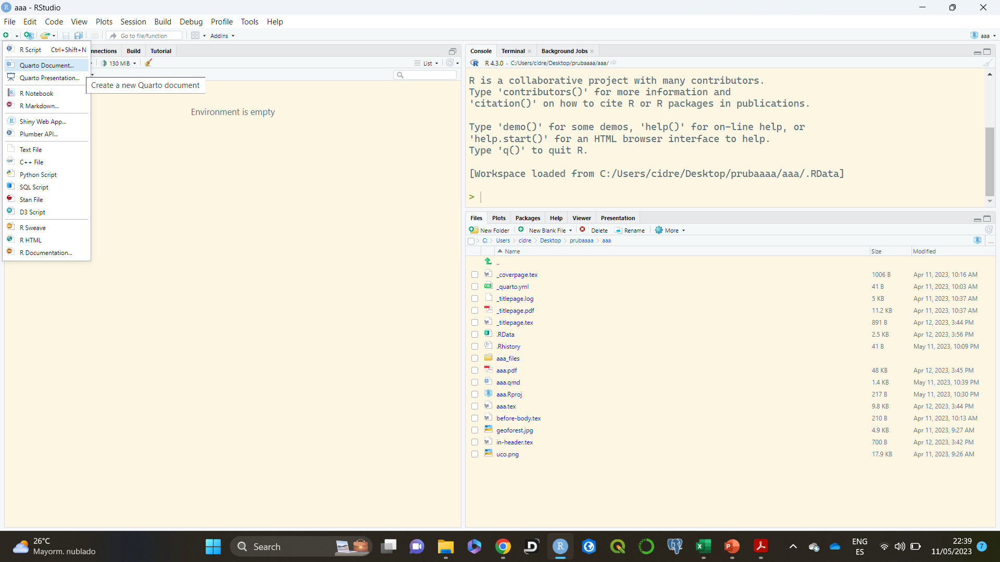 aaa - RStudio
File Edit Code View Plots Session Build Debug Profile Tools Help
Go to file/function Addins aaa
R Script Ctrl+Shift+N
Quarto Document...
Quarto Presentation...
R Notebook
R Markdown...
Shiny Web App...
Plumber API...
Text File
C++ File
Python Script
SQL Script
Stan File
D3 Script
R Sweave
R HTML
R Documentation...
Create a new Quarto document
nnections Build Tutorial
130 MiB List
Environment is empty
Console Terminal Background Jobs
R 4.3.0 · C:/Users/cidre/Desktop/prubaaaa/aaa/
R is a collaborative project with many contributors.
Type 'contributors()' for more information and
'citation()' on how to cite R or R packages in publications.
Type 'demo()' for some demos, 'help()' for on-line help, or
'help.start()' for an HTML browser interface to help.
Type 'q()' to quit R.
[Workspace loaded from C:/Users/cidre/Desktop/prubaaaa/aaa/.RData]
>
Files Plots Packages Help Viewer Presentation
New Folder New Blank File Delete Rename More
C: Users cidre Desktop prubaaaa aaa ...
Name Size Modified
..
_coverpage.tex 1006 B Apr 11, 2023, 10:16 AM
_quarto.yml 41 B Apr 11, 2023, 10:03 AM
_titlepage.log 5 KB Apr 11, 2023, 10:37 AM
_titlepage.pdf 11.2 KB Apr 11, 2023, 10:37 AM
_titlepage.tex 891 B Apr 12, 2023, 3:44 PM
.RData 2.5 KB Apr 12, 2023, 3:56 PM
.Rhistory 41 B May 11, 2023, 10:09 PM
aaa_files
aaa.pdf 48 KB Apr 12, 2023, 3:45 PM
aaa.qmd 1.4 KB May 11, 2023, 10:39 PM
aaa.Rproj 217 B May 11, 2023, 10:30 PM
aaa.tex 9.8 KB Apr 12, 2023, 3:44 PM
before-body.tex 210 B Apr 11, 2023, 10:13 AM
geoforest.jpg 4.9 KB Apr 11, 2023, 9:27 AM
in-header.tex 700 B Apr 12, 2023, 3:42 PM
uco.png 17.9 KB Apr 11, 2023, 9:26 AM
26°C
Mayorm. nublado
Search
ENG
ES
22:39
11/05/2023
7